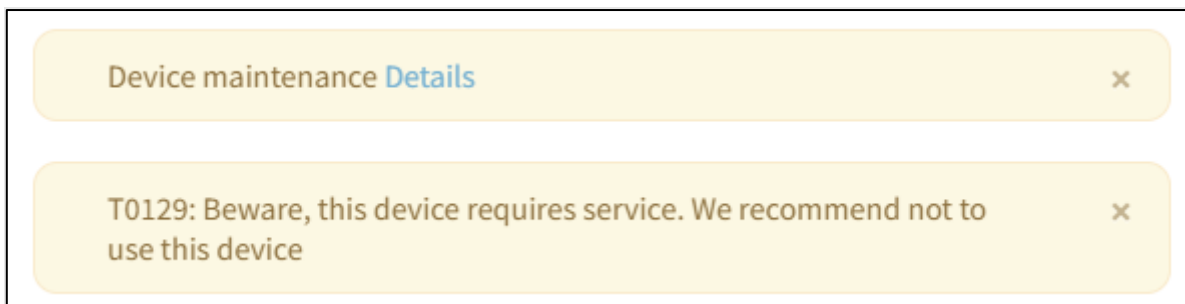 Device maintenance Details ×
T0129: Beware, this device requires service. We recommend not to ×
use this device